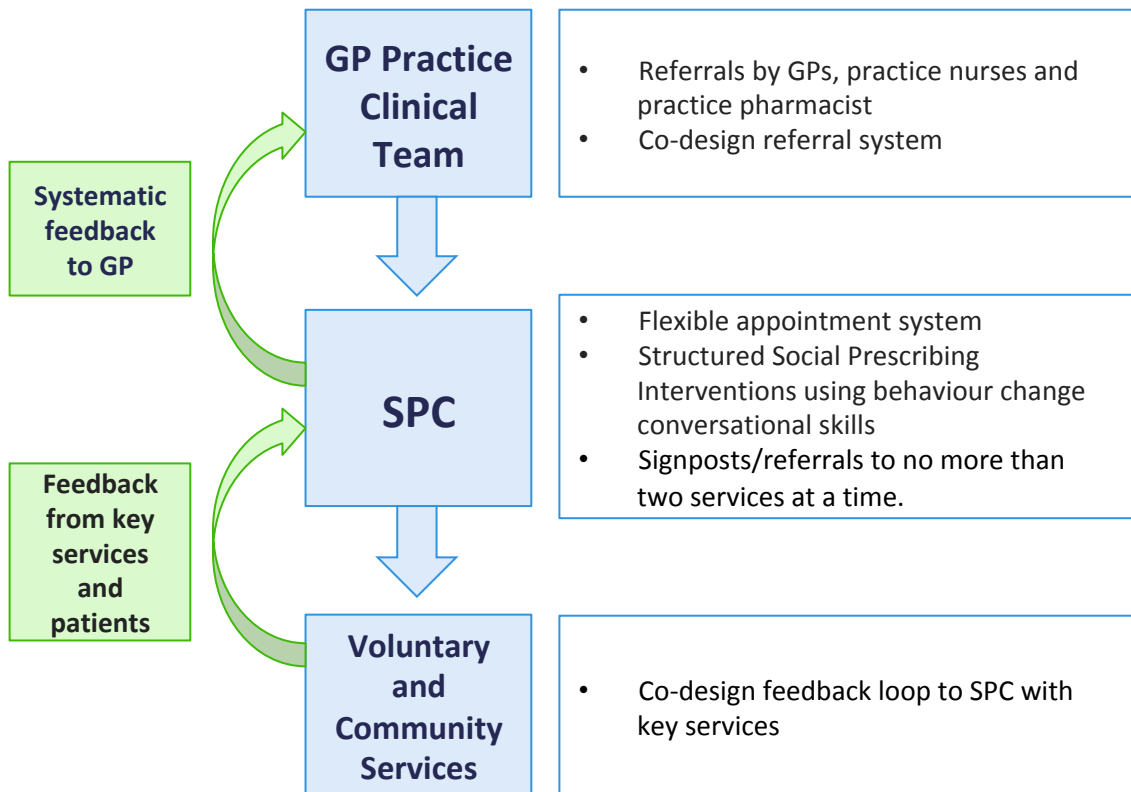 GP Practice
Clinical
Team
• Referrals by GPs, practice nurses and
practice pharmacist
• Co-design referral system
Systematic
feedback
to GP
SPC
• Flexible appointment system
• Structured Social Prescribing
Interventions using behaviour change
conversational skills
• Signposts/referrals to no more than
two services at a time.
Feedback
from key
services
and
patients
Voluntary
and
Community
Services
• Co-design feedback loop to SPC with
key services